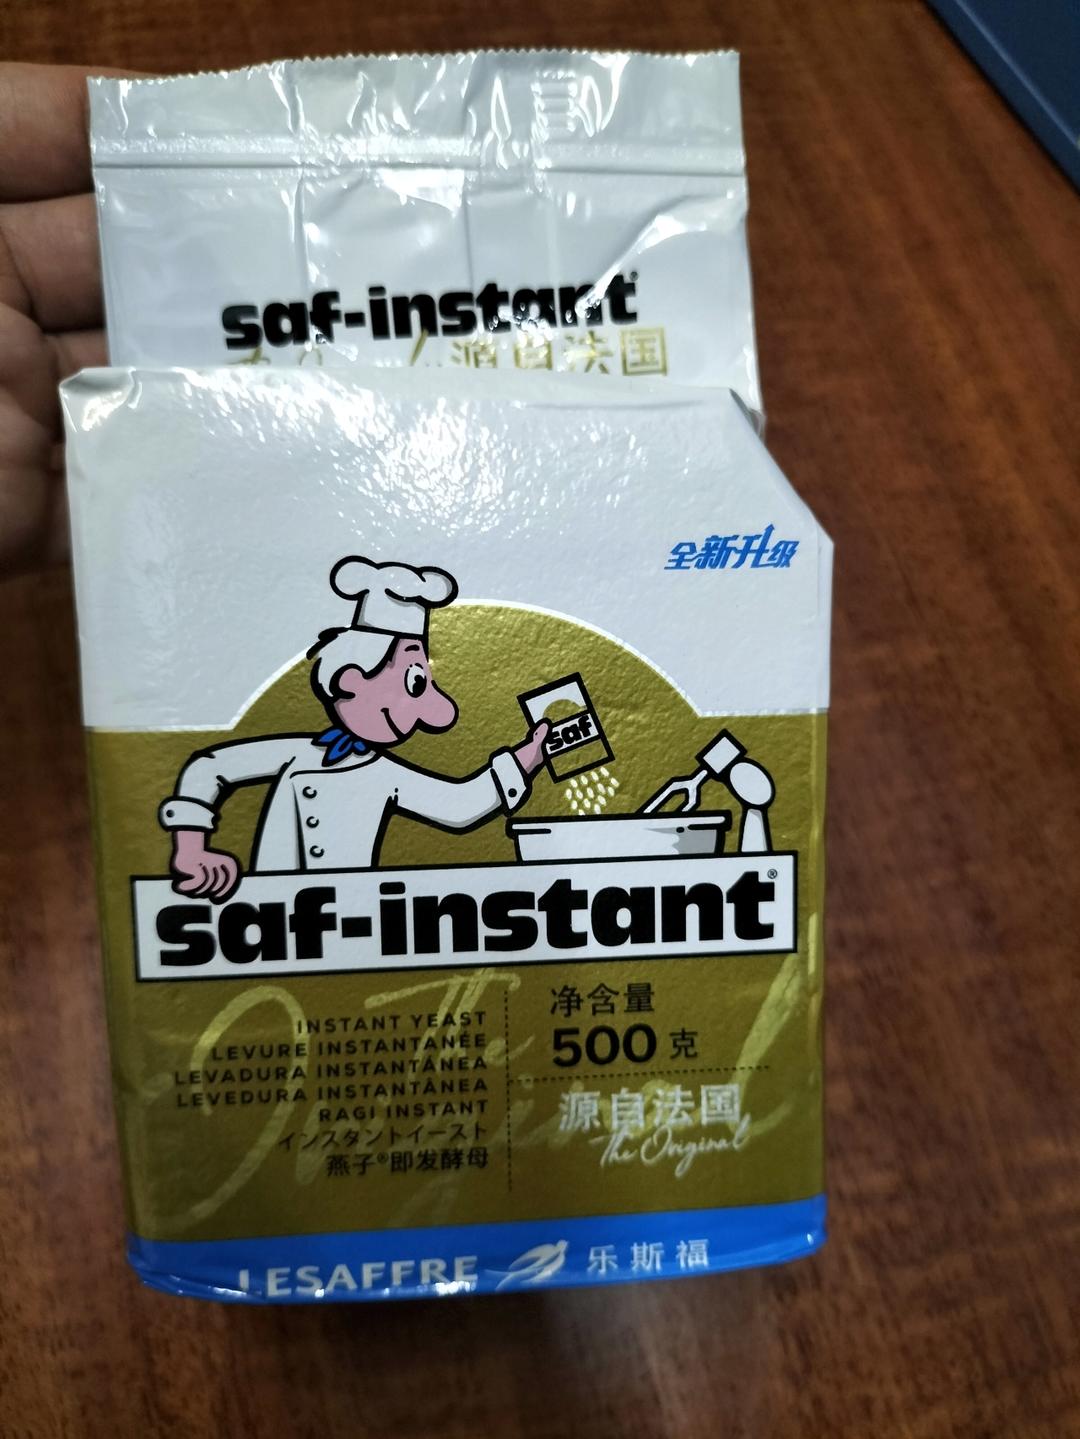 saf-instant®
源自法国
全新升级
saf
saf-instant®
INSTANT YEAST
LEVURE INSTANTANÉE
LEVADURA INSTANTÁNEA
LEVEDURA INSTANTÂNEA
RAGI INSTANT
インスタントイースト
燕子®即发酵母
净含量
500克
源自法国
The Original
LESAFFRE 乐斯福